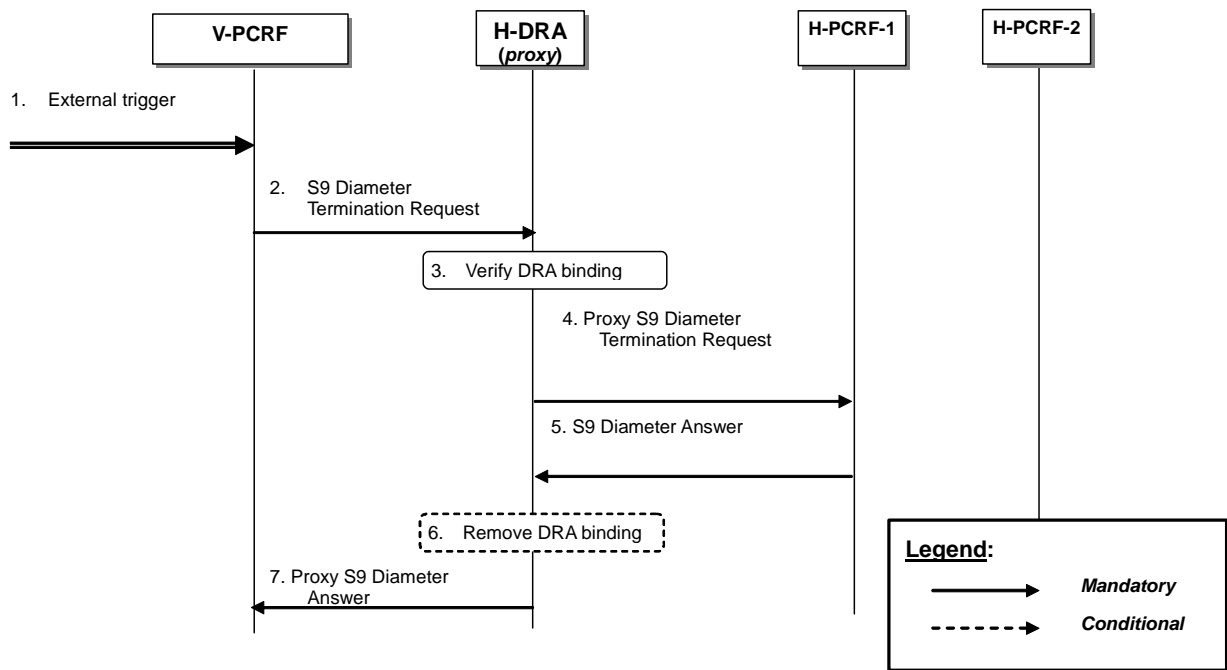 V-PCRF
H-DRA
(proxy)
H-PCRF-1
H-PCRF-2
1. External trigger
2. S9 Diameter
Termination Request
3. Verify DRA binding
4. Proxy S9 Diameter
Termination Request
5. S9 Diameter Answer
6. Remove DRA binding
7. Proxy S9 Diameter
Answer
Legend:
Mandatory
Conditional